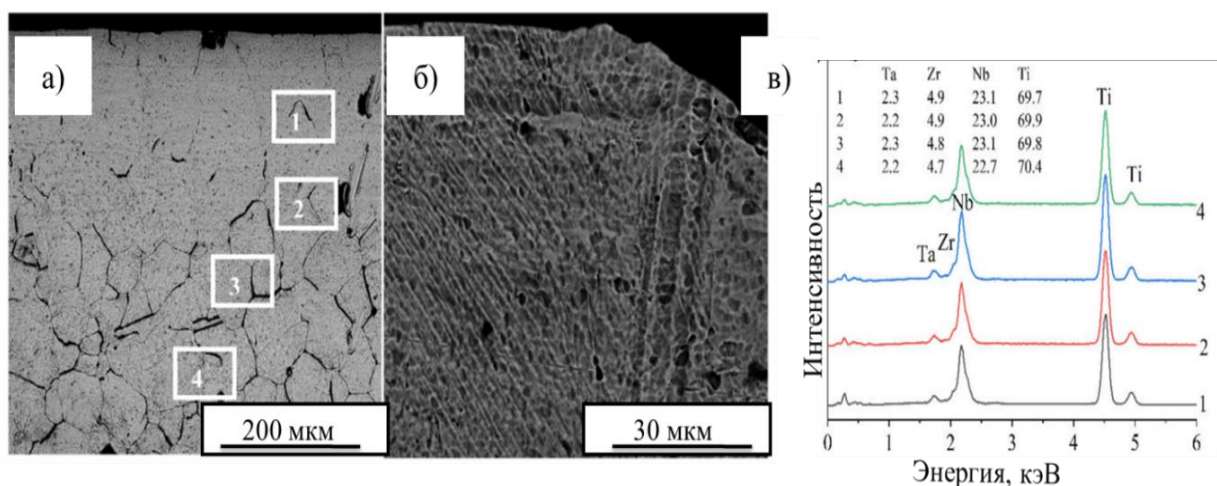 а)
1
2
3
4
200 мкм
б)
30 мкм
в)
Ta Zr Nb Ti
1 2.3 4.9 23.1 69.7
2 2.2 4.9 23.0 69.9
3 2.3 4.8 23.1 69.8
4 2.2 4.7 22.7 70.4
Ti
Ti
Nb
Ta
Zr
4
3
2
1
Интенсивность
0 1 2 3 4 5 6
Энергия, кэВ